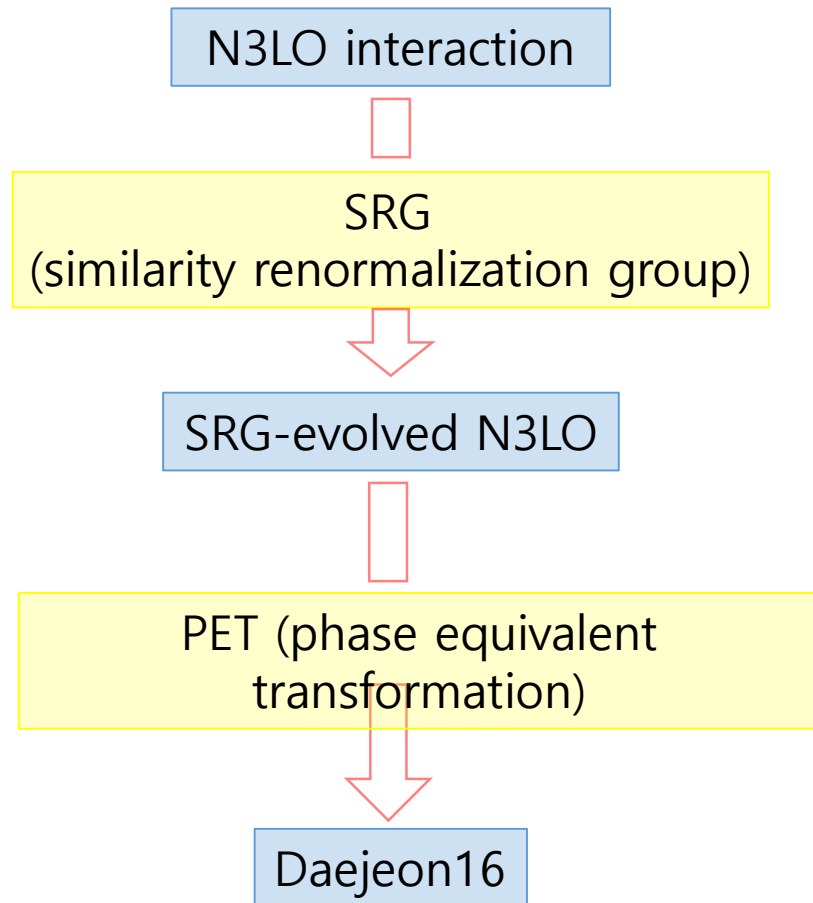 N3LO interaction
SRG
(similarity renormalization group)
SRG-evolved N3LO
PET (phase equivalent
transformation)
Daejeon16